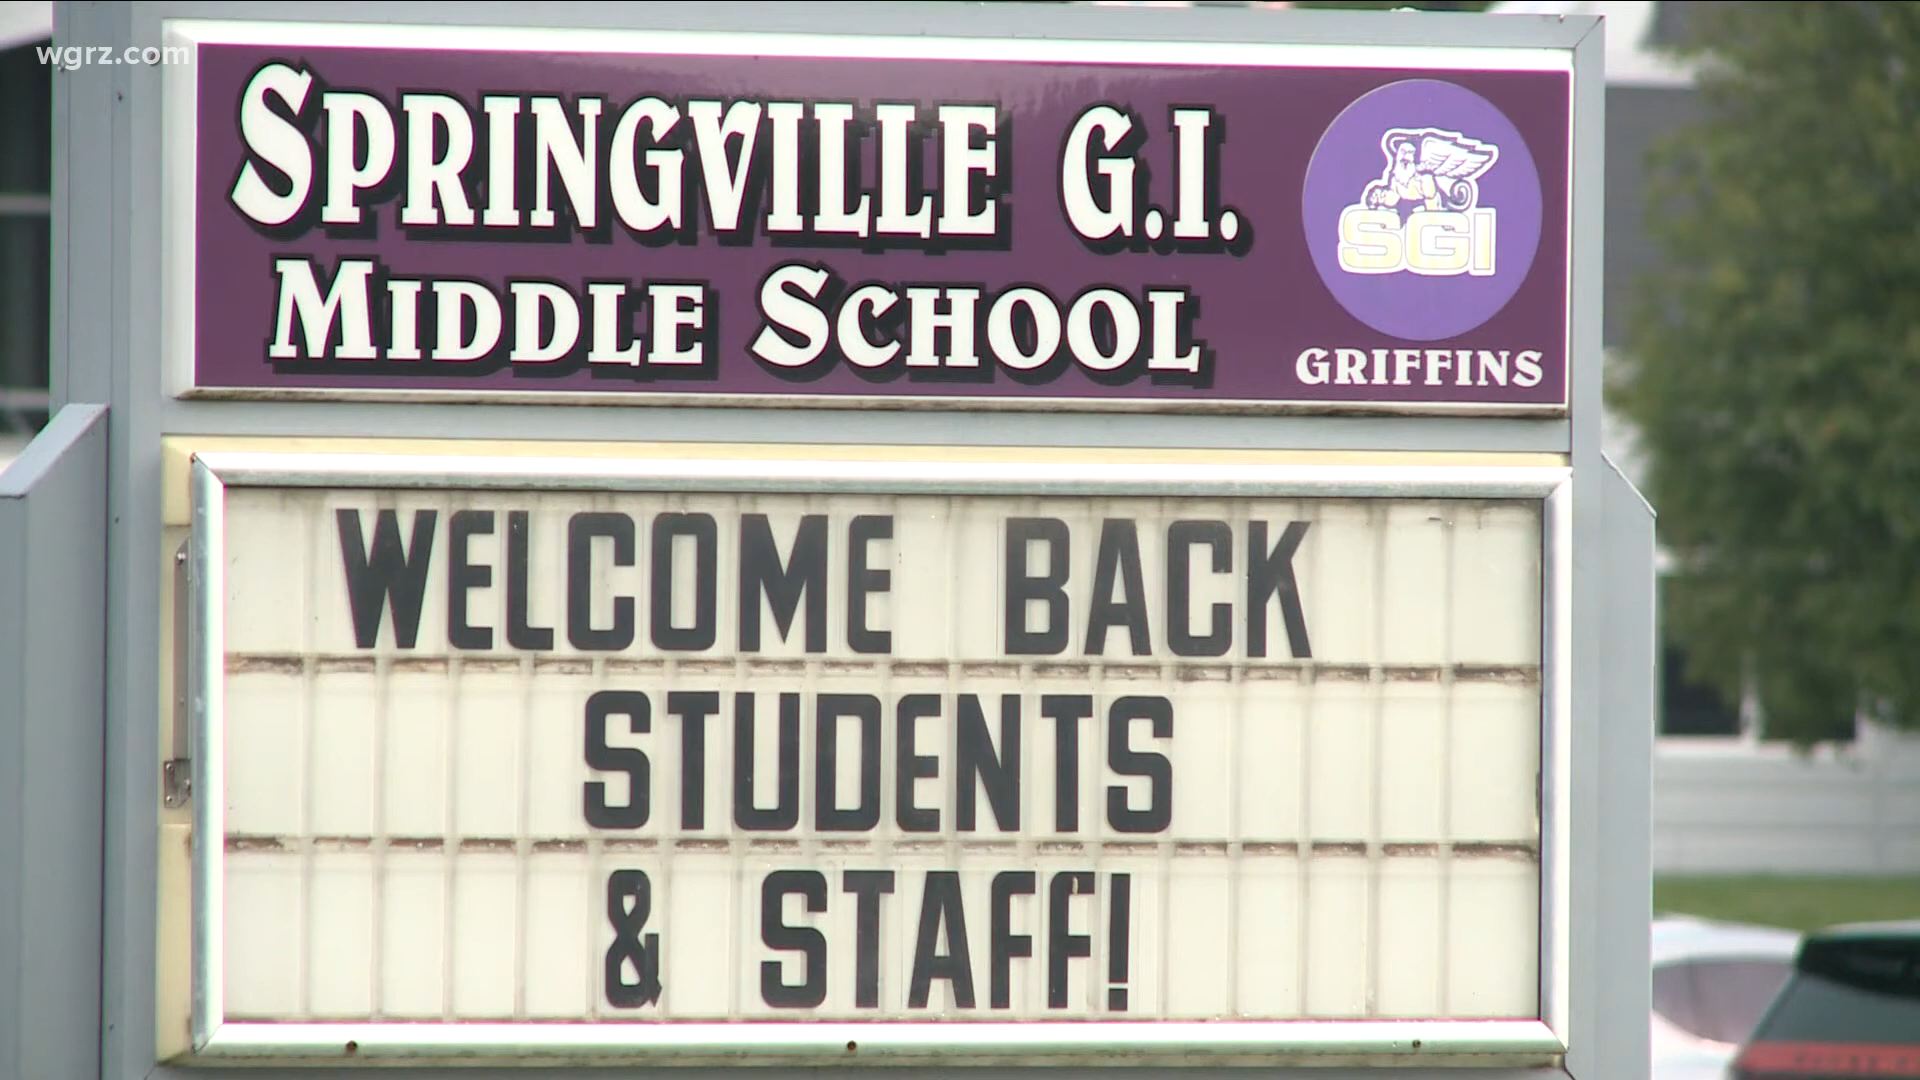 wgrz.com
SPRINGVILLE G.I.
MIDDLE SCHOOL
SGI
GRIFFINS
WELCOME BACK
STUDENTS
& STAFF!